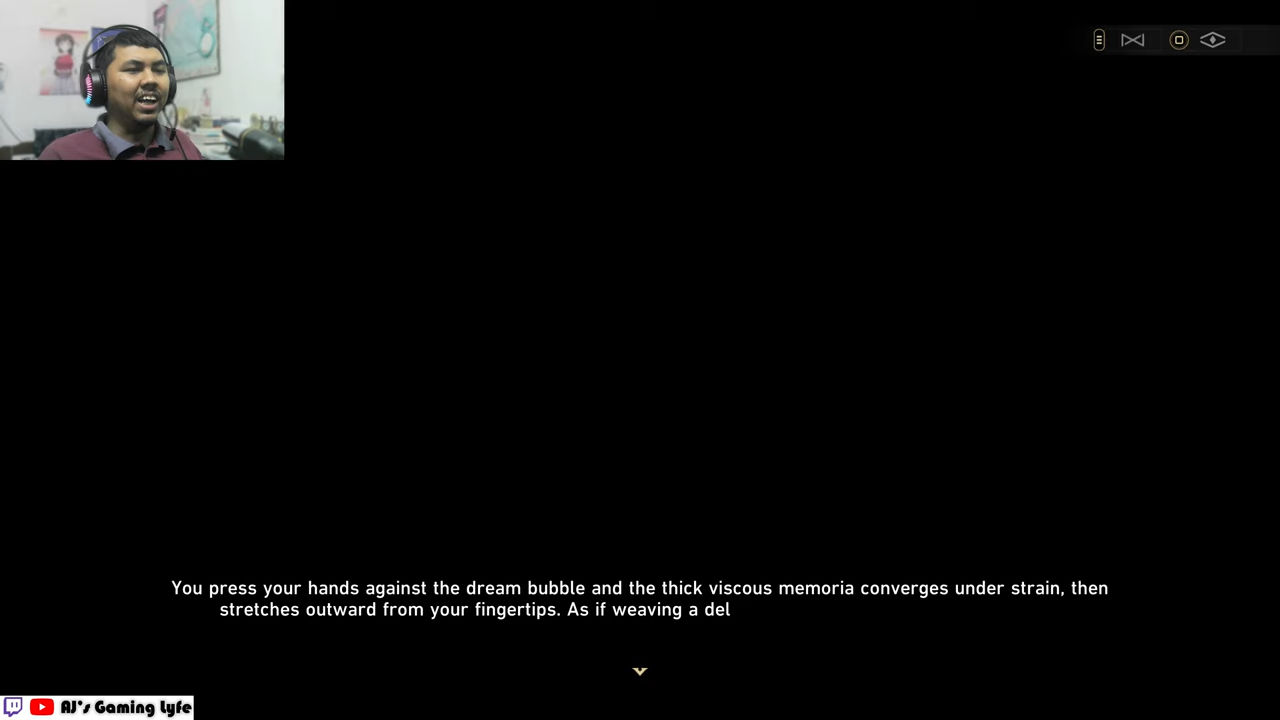 You press your hands against the dream bubble and the thick viscous memoria converges under strain, then
stretches outward from your fingertips. As if weaving a del
AJ's Gaming Lyfe